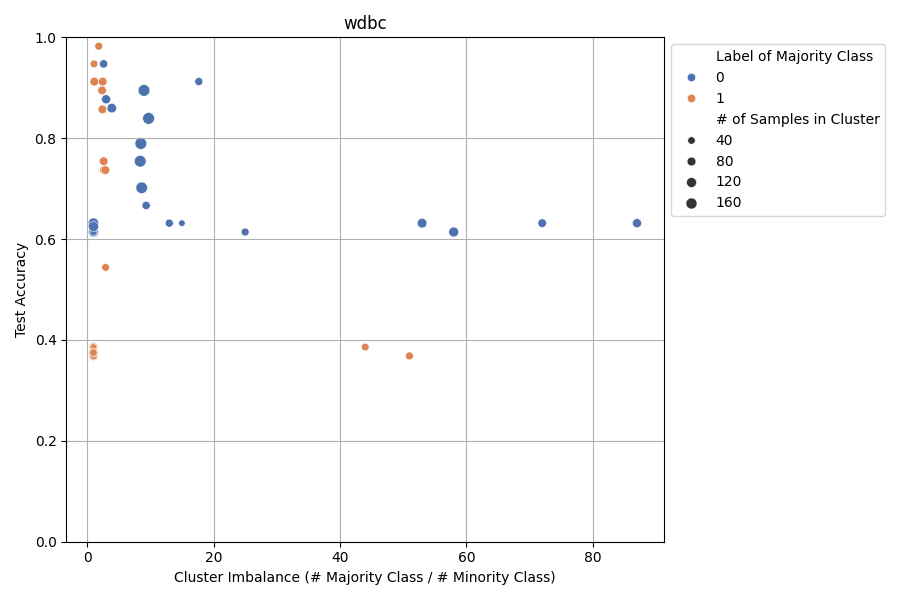 wdbc
Label of Majority Class
0
1
# of Samples in Cluster
40
80
120
160
Test Accuracy
1.0
0.8
0.6
0.4
0.2
0.0
0 20 40 60 80
Cluster Imbalance (# Majority Class / # Minority Class)